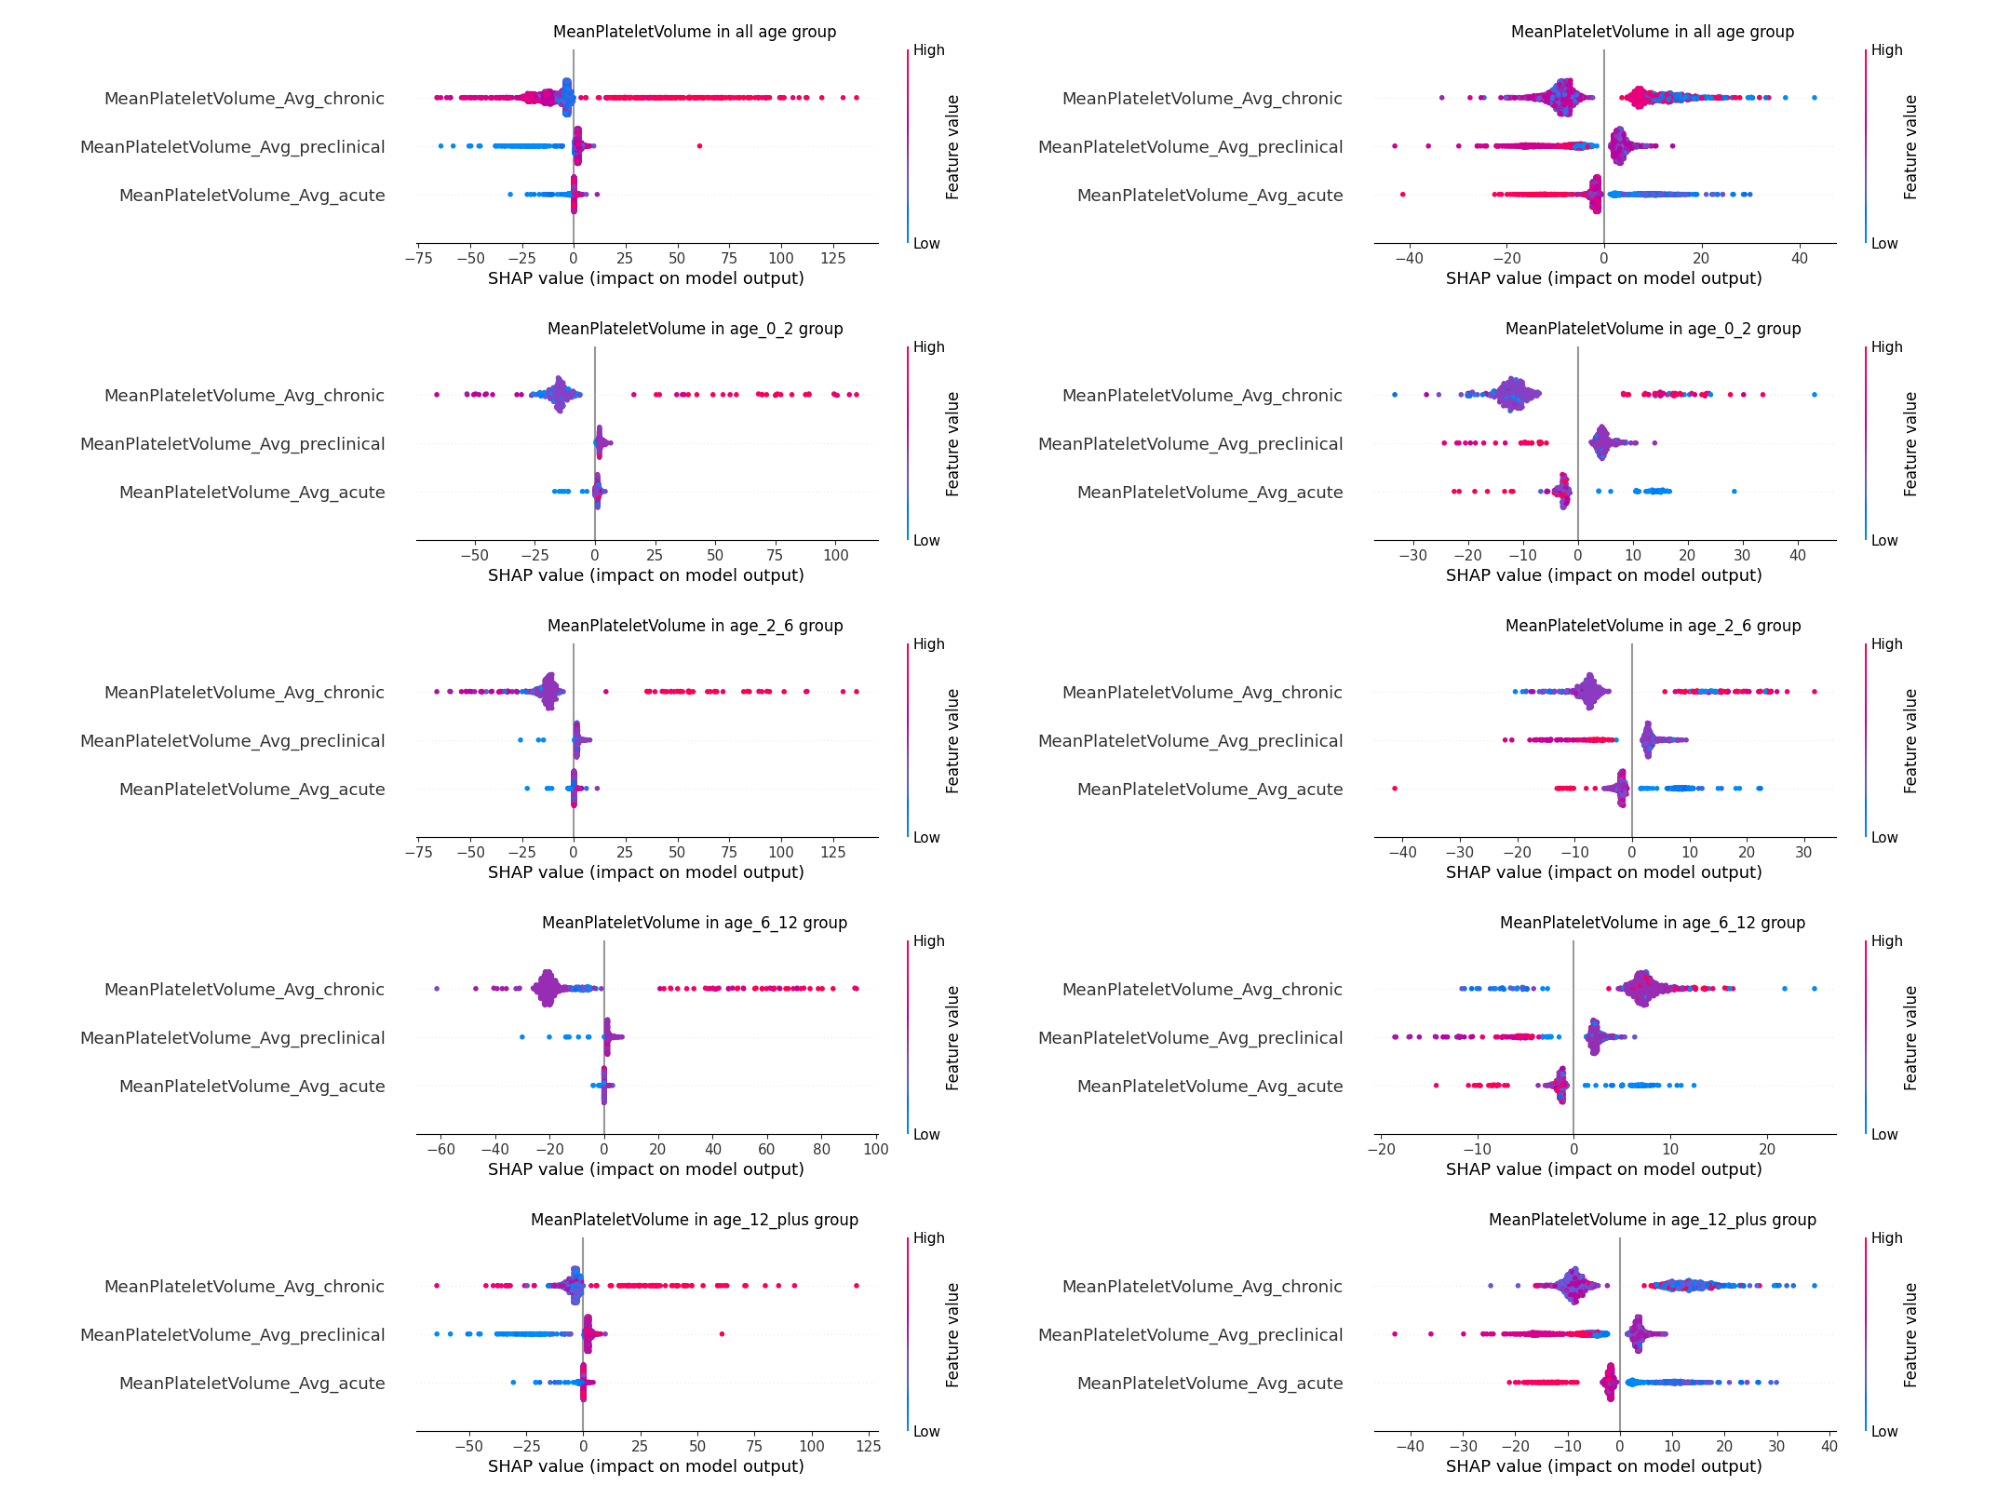 MeanPlateletVolume in all age group
High
MeanPlateletVolume_Avg_chronic
MeanPlateletVolume_Avg_preclinical
MeanPlateletVolume_Avg_acute
Feature value
Low
−75 −50 −25 0 25 50 75 100 125
SHAP value (impact on model output)
MeanPlateletVolume in all age group
High
MeanPlateletVolume_Avg_chronic
MeanPlateletVolume_Avg_preclinical
MeanPlateletVolume_Avg_acute
Feature value
Low
−40 −20 0 20 40
SHAP value (impact on model output)
MeanPlateletVolume in age_0_2 group
High
MeanPlateletVolume_Avg_chronic
MeanPlateletVolume_Avg_preclinical
MeanPlateletVolume_Avg_acute
Feature value
Low
−50 −25 0 25 50 75 100
SHAP value (impact on model output)
MeanPlateletVolume in age_0_2 group
High
MeanPlateletVolume_Avg_chronic
MeanPlateletVolume_Avg_preclinical
MeanPlateletVolume_Avg_acute
Feature value
Low
−30 −20 −10 0 10 20 30 40
SHAP value (impact on model output)
MeanPlateletVolume in age_2_6 group
High
MeanPlateletVolume_Avg_chronic
MeanPlateletVolume_Avg_preclinical
MeanPlateletVolume_Avg_acute
Feature value
Low
−75 −50 −25 0 25 50 75 100 125
SHAP value (impact on model output)
MeanPlateletVolume in age_2_6 group
High
MeanPlateletVolume_Avg_chronic
MeanPlateletVolume_Avg_preclinical
MeanPlateletVolume_Avg_acute
Feature value
Low
−40 −30 −20 −10 0 10 20 30
SHAP value (impact on model output)
MeanPlateletVolume in age_6_12 group
High
MeanPlateletVolume_Avg_chronic
MeanPlateletVolume_Avg_preclinical
MeanPlateletVolume_Avg_acute
Feature value
Low
−60 −40 −20 0 20 40 60 80 100
SHAP value (impact on model output)
MeanPlateletVolume in age_6_12 group
High
MeanPlateletVolume_Avg_chronic
MeanPlateletVolume_Avg_preclinical
MeanPlateletVolume_Avg_acute
Feature value
Low
−20 −10 0 10 20
SHAP value (impact on model output)
MeanPlateletVolume in age_12_plus group
High
MeanPlateletVolume_Avg_chronic
MeanPlateletVolume_Avg_preclinical
MeanPlateletVolume_Avg_acute
Feature value
Low
−50 −25 0 25 50 75 100 125
SHAP value (impact on model output)
MeanPlateletVolume in age_12_plus group
High
MeanPlateletVolume_Avg_chronic
MeanPlateletVolume_Avg_preclinical
MeanPlateletVolume_Avg_acute
Feature value
Low
−40 −30 −20 −10 0 10 20 30 40
SHAP value (impact on model output)